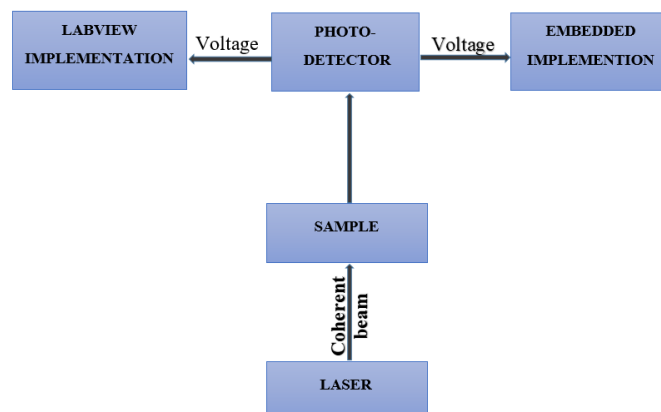 LABVIEW
IMPLEMENTATION
Voltage
PHOTO-
DETECTOR
Voltage
EMBEDDED
IMPLEMENTION
SAMPLE
Coherent
beam
LASER